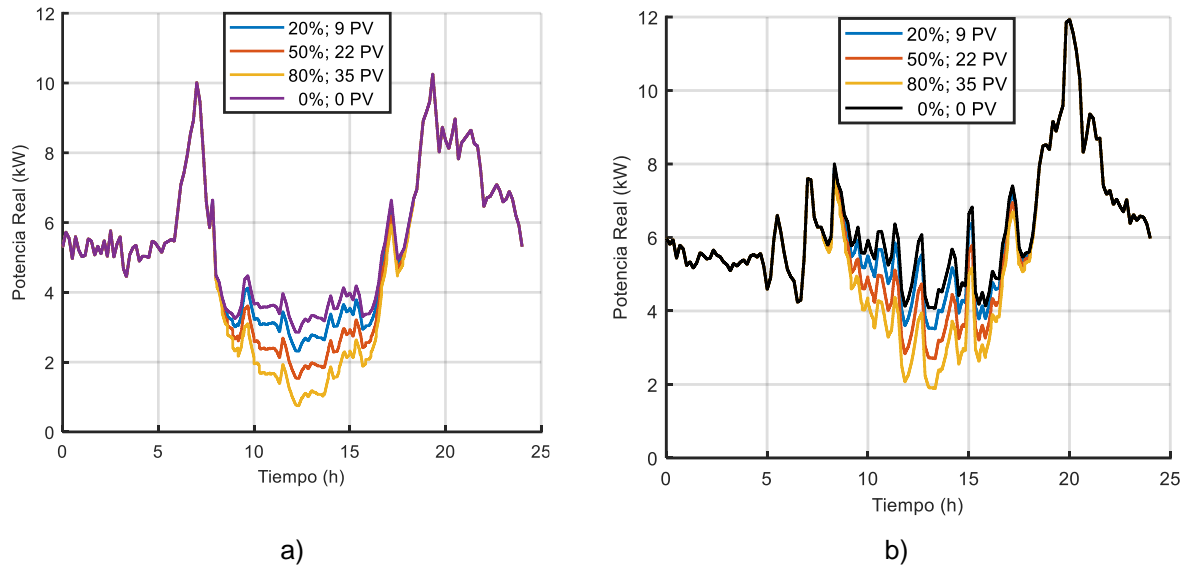 12
10
8
6
4
2
0
Potencia Real (kW)
20%; 9 PV
50%; 22 PV
80%; 35 PV
0%; 0 PV
0 5 10 15 20 25
Tiempo (h)
a)
12
10
8
6
4
2
0
Potencia Real (kW)
20%; 9 PV
50%; 22 PV
80%; 35 PV
0%; 0 PV
0 5 10 15 20 25
Tiempo (h)
b)